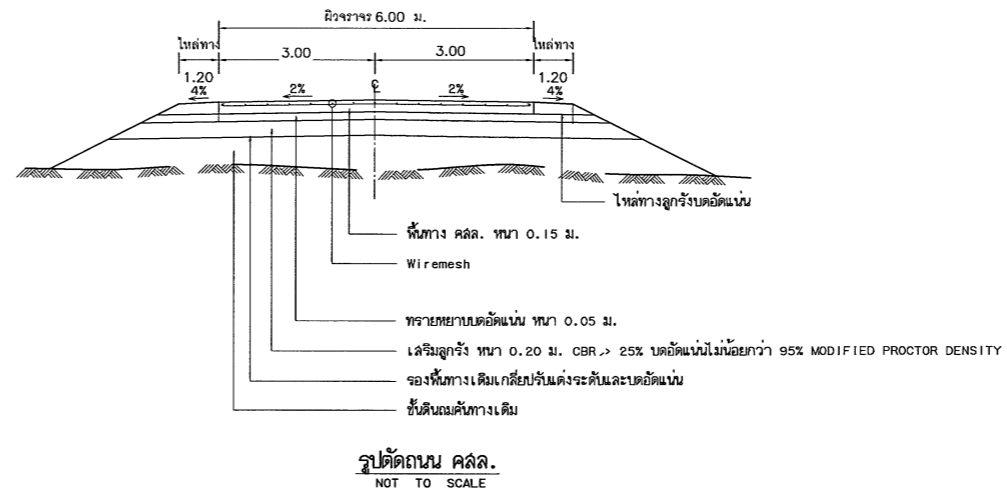 ผิวจราจร 6.00 ม.
ไหล่ทาง
3.00
3.00
ไหล่ทาง
1.20
1.20
4%
2%
℄
2%
4%
ไหล่ทางลูกรังบดอัดแน่น
พื้นทาง คสล. หนา 0.15 ม.
Wiremesh
ทรายหยาบบดอัดแน่น หนา 0.05 ม.
เสริมลูกรัง หนา 0.20 ม. CBR.> 25% บดอัดแน่นไม่น้อยกว่า 95% MODIFIED PROCTOR DENSITY
รองพื้นทางเดิมเกลี่ยปรับแต่งระดับและบดอัดแน่น
ชั้นดินถมคันทางเดิม
รูปตัดถนน คสล.
NOT TO SCALE